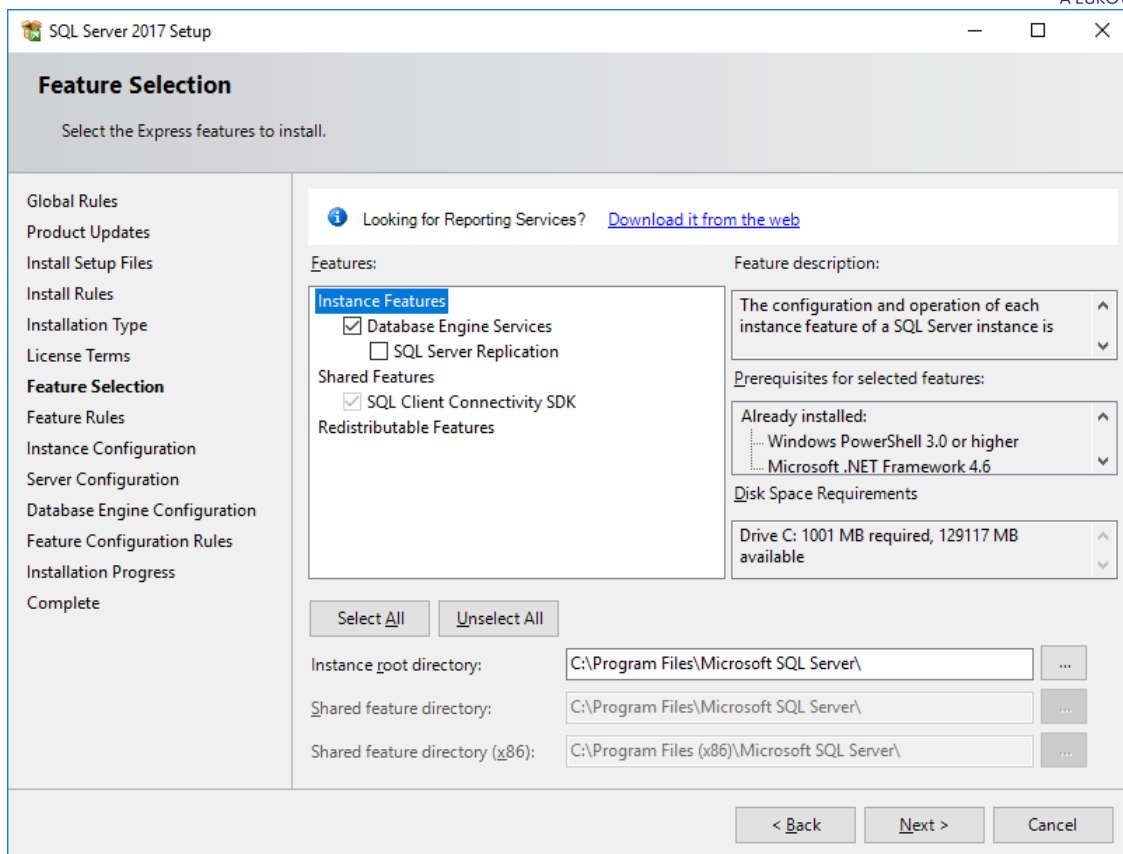 SQL Server 2017 Setup
Feature Selection
Select the Express features to install.
Global Rules
Product Updates
Install Setup Files
Install Rules
Installation Type
License Terms
Feature Selection
Feature Rules
Instance Configuration
Server Configuration
Database Engine Configuration
Feature Configuration Rules
Installation Progress
Complete
Looking for Reporting Services? Download it from the web
Features:
Instance Features
Database Engine Services
SQL Server Replication
Shared Features
SQL Client Connectivity SDK
Redistributable Features
Feature description:
The configuration and operation of each
instance feature of a SQL Server instance is
Prerequisites for selected features:
Already installed:
Windows PowerShell 3.0 or higher
Microsoft .NET Framework 4.6
Disk Space Requirements
Drive C: 1001 MB required, 129117 MB
available
Select All
Unselect All
Instance root directory:
C:\Program Files\Microsoft SQL Server\
...
Shared feature directory:
C:\Program Files\Microsoft SQL Server\
...
Shared feature directory (x86):
C:\Program Files (x86)\Microsoft SQL Server\
...
< Back
Next >
Cancel